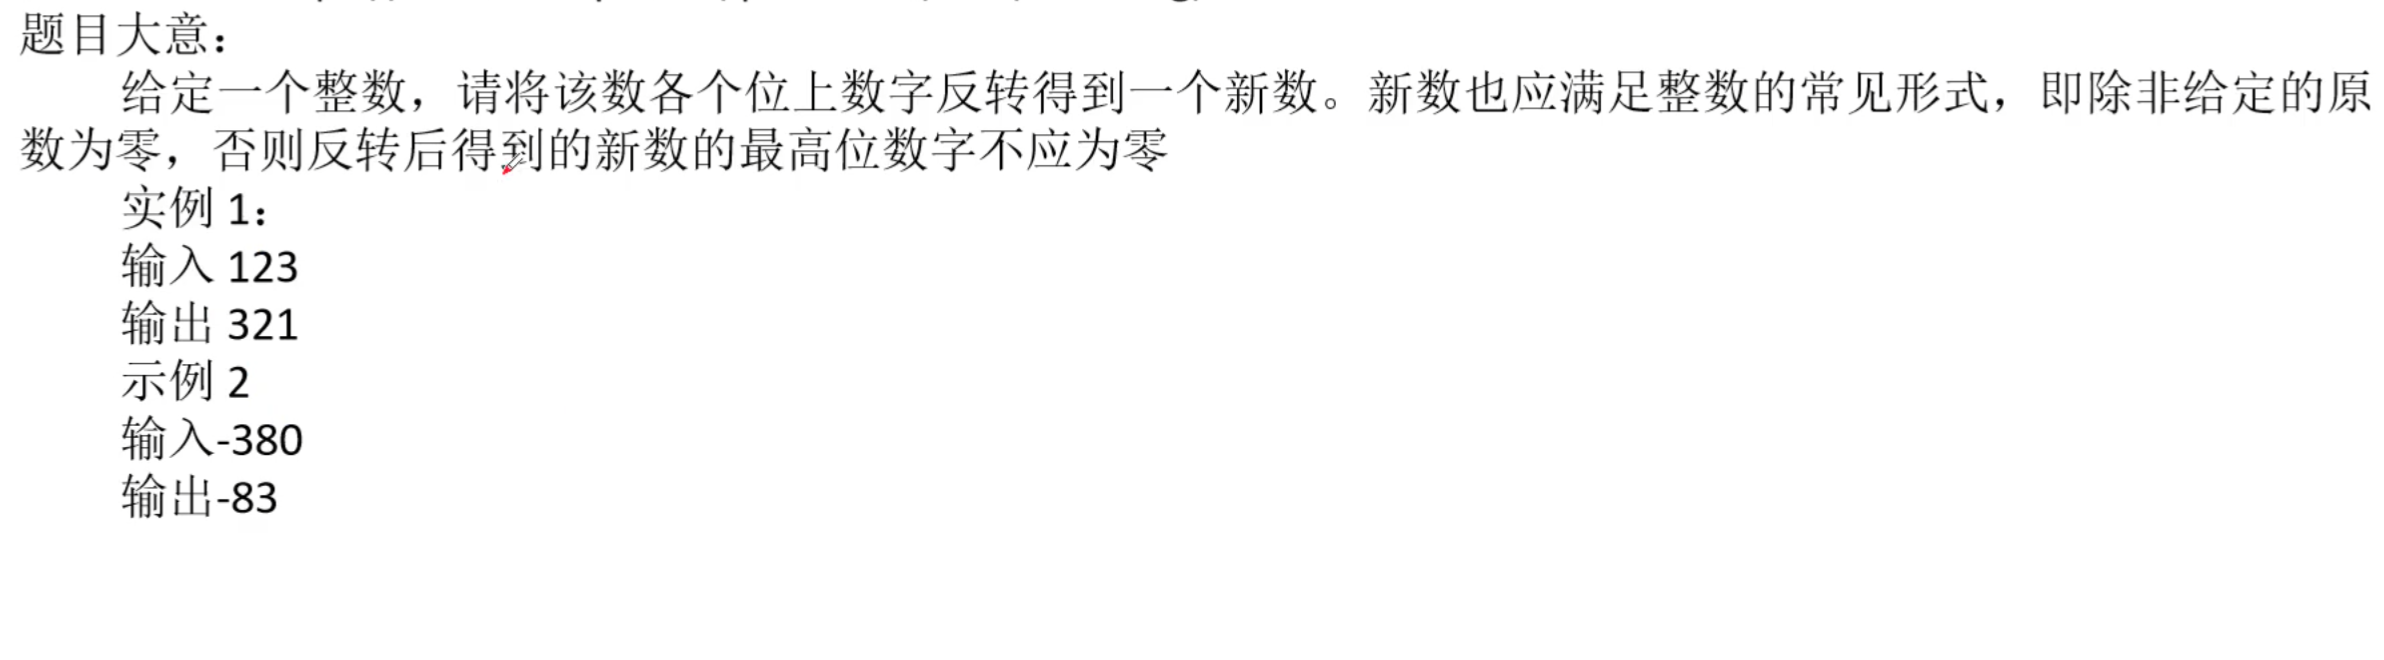 题目大意：
给定一个整数，请将该数各个位上数字反转得到一个新数。新数也应满足整数的常见形式，即除非给定的原
数为零，否则反转后得到的新数的最高位数字不应为零
实例 1：
输入 123
输出 321
示例 2
输入-380
输出-83